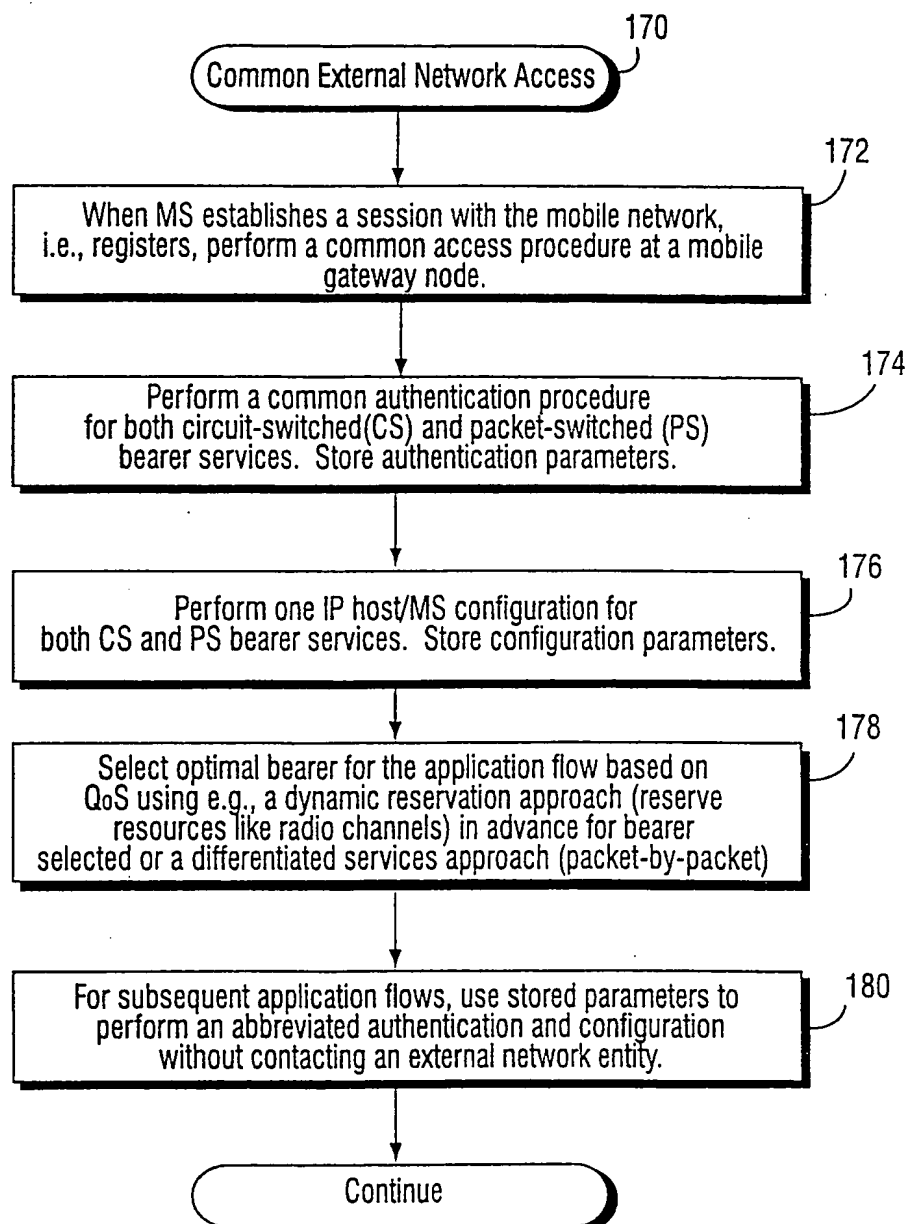 170
Common External Network Access
172
When MS establishes a session with the mobile network,
i.e., registers, perform a common access procedure at a mobile
gateway node.
174
Perform a common authentication procedure
for both circuit-switched(CS) and packet-switched (PS)
bearer services. Store authentication parameters.
176
Perform one IP host/MS configuration for
both CS and PS bearer services. Store configuration parameters.
178
Select optimal bearer for the application flow based on
QoS using e.g., a dynamic reservation approach (reserve
resources like radio channels) in advance for bearer
selected or a differentiated services approach (packet-by-packet)
180
For subsequent application flows, use stored parameters to
perform an abbreviated authentication and configuration
without contacting an external network entity.
Continue